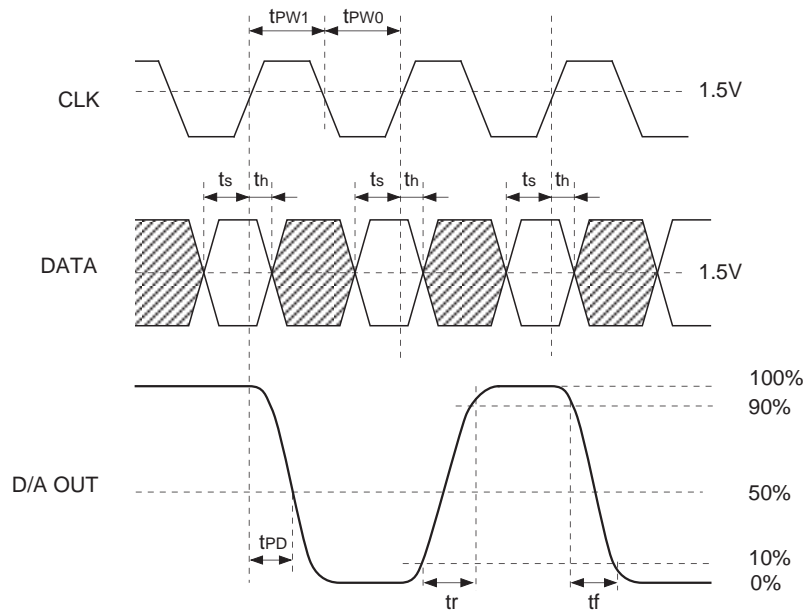 tPW1 tPW0
CLK 1.5V
ts th ts th ts th
DATA 1.5V
100%
90%
D/A OUT 50%
tPD
10%
0%
tr tf